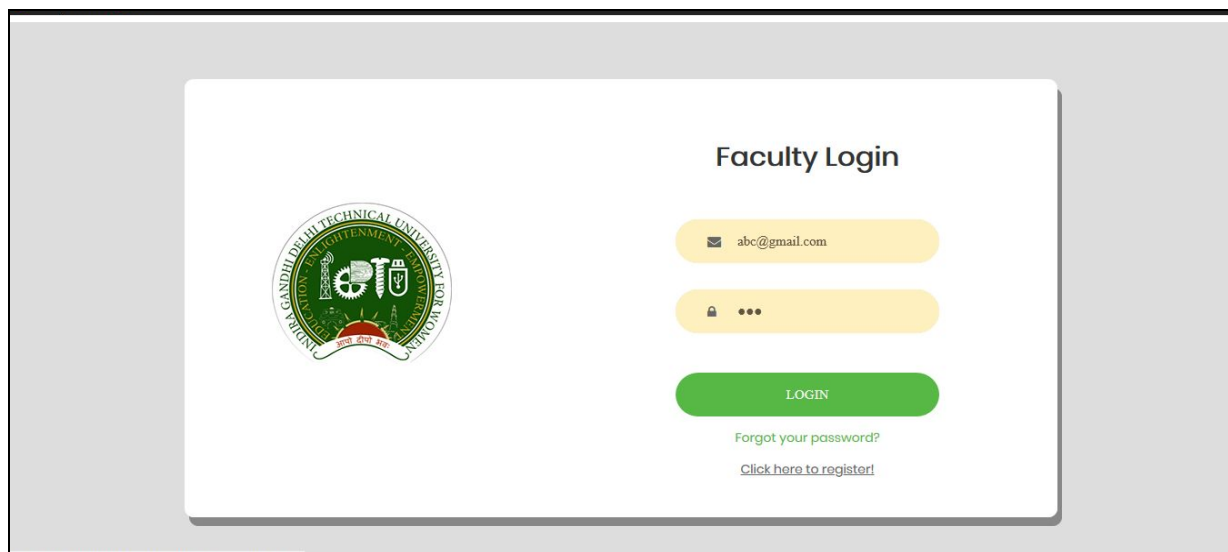 Faculty Login
INDIRA GANDHI DELHI TECHNICAL UNIVERSITY FOR WOMEN
EDUCATION - ENLIGHTENMENT - EMPOWERMENT
abc@gmail.com
LOGIN
Forgot your password?
Click here to register!